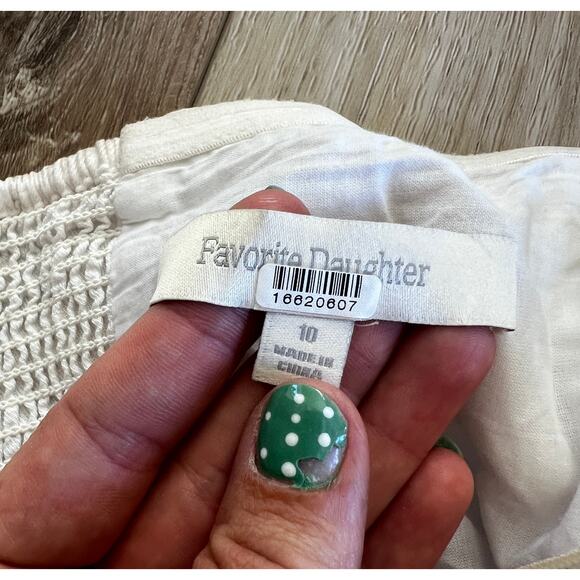 Favorite Daughter
16620607
10
MADE IN
CHINA